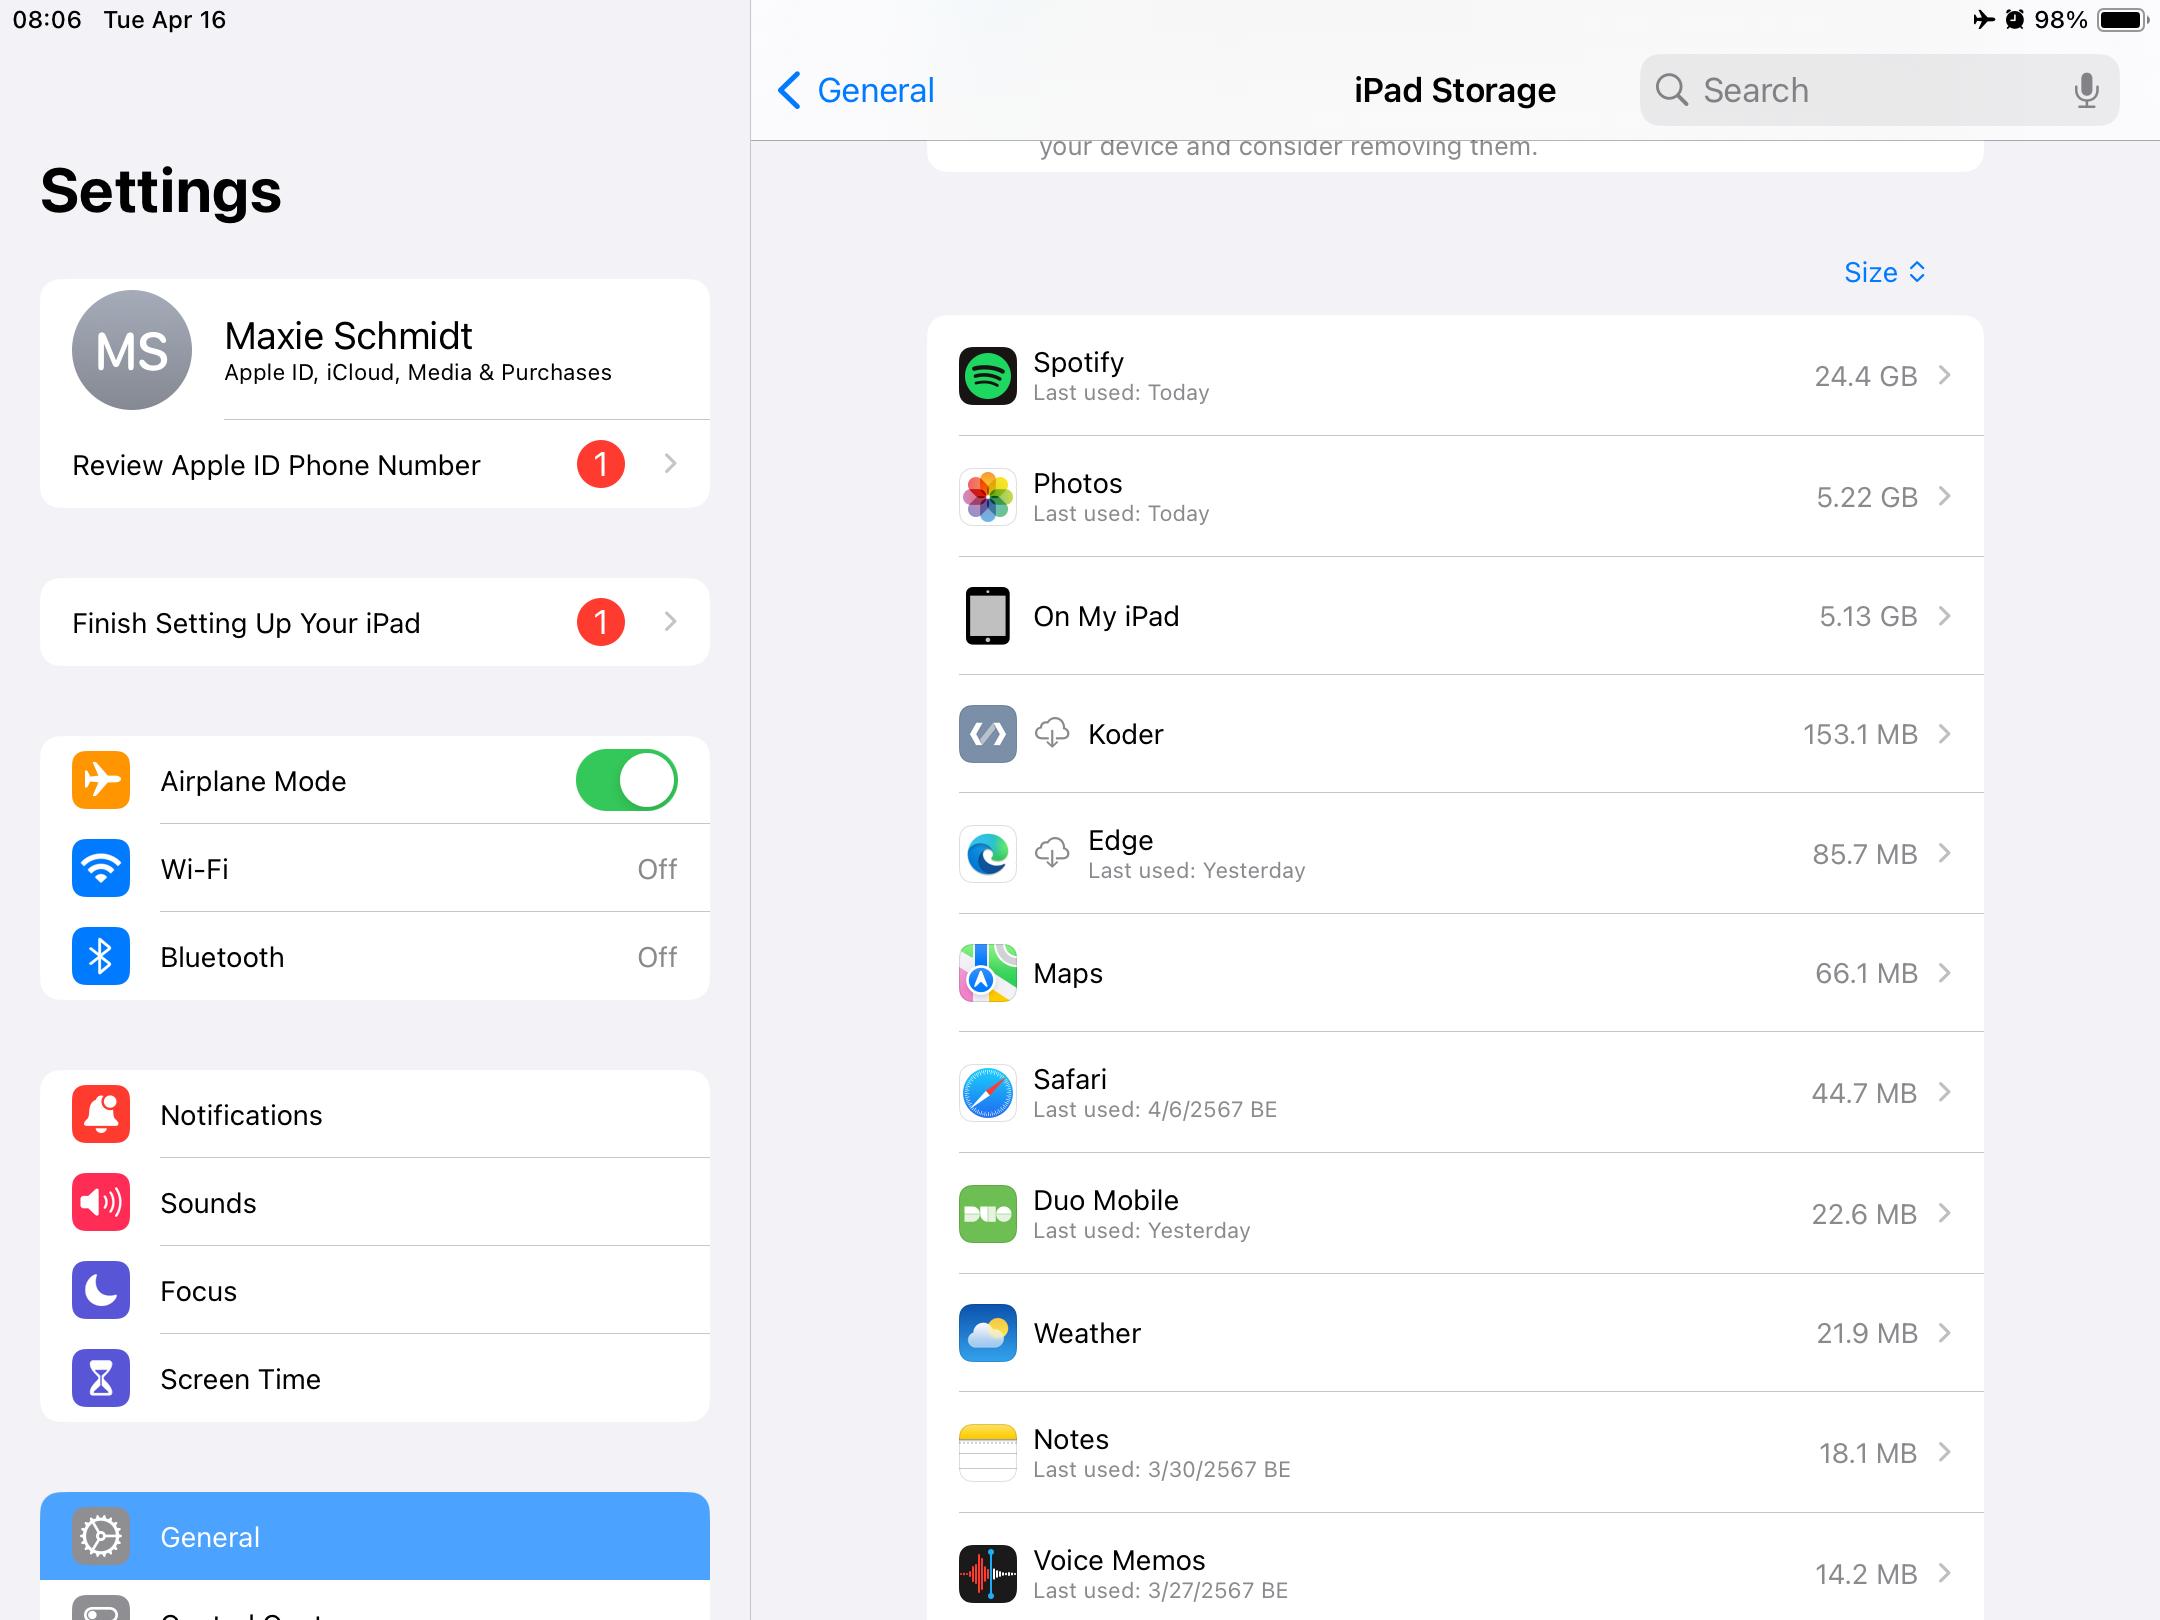 08:06 Tue Apr 16
98%
Settings
MS
Maxie Schmidt
Apple ID, iCloud, Media & Purchases
Review Apple ID Phone Number
1
Finish Setting Up Your iPad
1
Airplane Mode
Wi-Fi
Off
Bluetooth
Off
Notifications
Sounds
Focus
Screen Time
General
General
iPad Storage
Search
your device and consider removing them.
Size
Spotify
Last used: Today
24.4 GB
Photos
Last used: Today
5.22 GB
On My iPad
5.13 GB
Koder
153.1 MB
Edge
Last used: Yesterday
85.7 MB
Maps
66.1 MB
Safari
Last used: 4/6/2567 BE
44.7 MB
DUO
Duo Mobile
Last used: Yesterday
22.6 MB
Weather
21.9 MB
Notes
Last used: 3/30/2567 BE
18.1 MB
Voice Memos
Last used: 3/27/2567 BE
14.2 MB